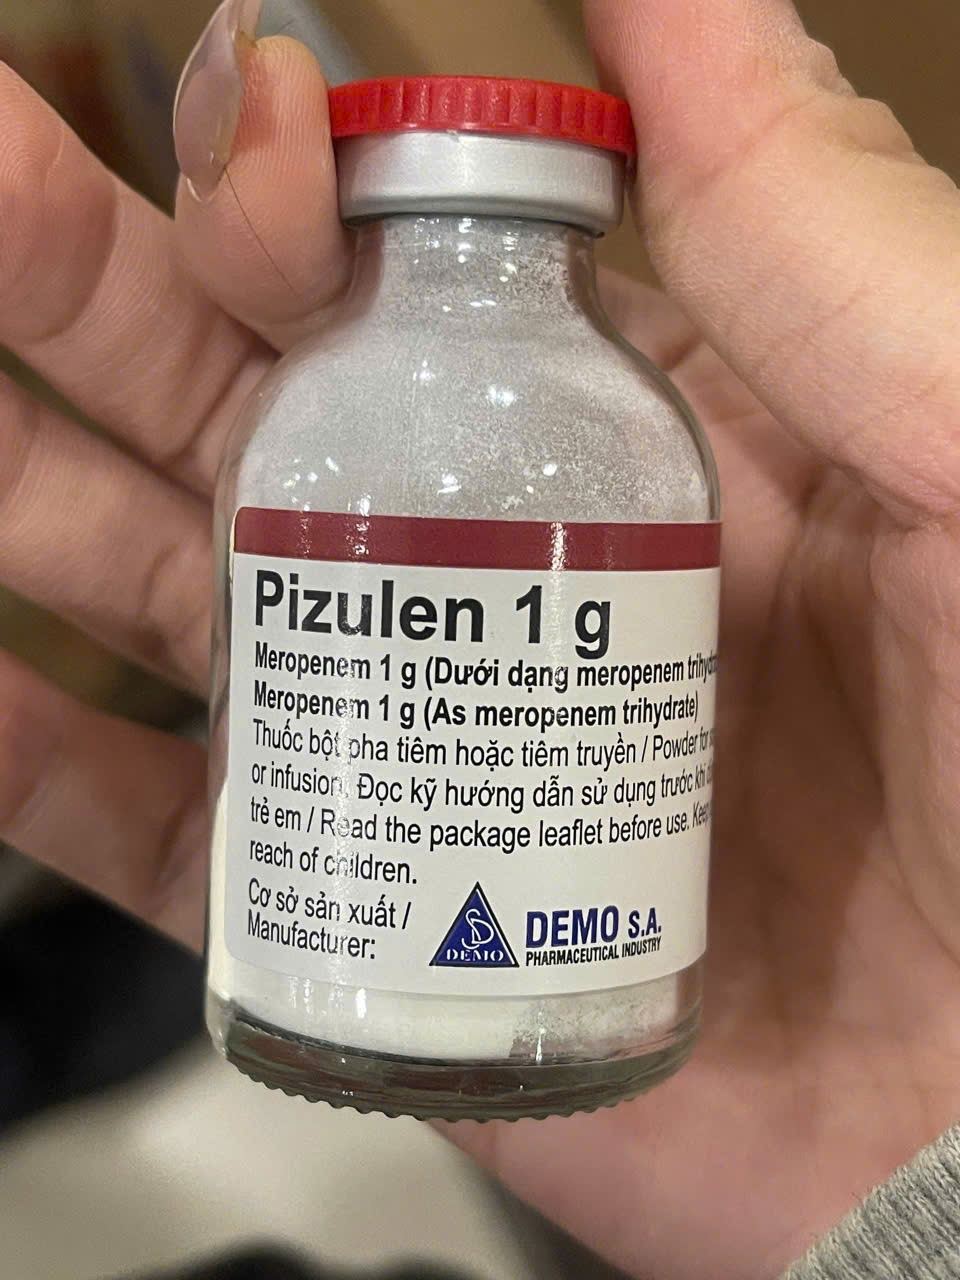 Pizulen 1 g
Meropenem 1 g (Dưới dạng meropenem
Meropenem 1 g (As meropenem trihydrate)
Thuốc bột pha tiêm hoặc tiêm truyền / Powder for
or infusion. Đọc kỹ hướng dẫn sử dụng trước khi
trẻ em / Read the package leaflet before use.
reach of children.
Cơ sở sản xuất /
Manufacturer:
DEMO
DEMO S.A.
PHARMACEUTICAL INDUSTRY